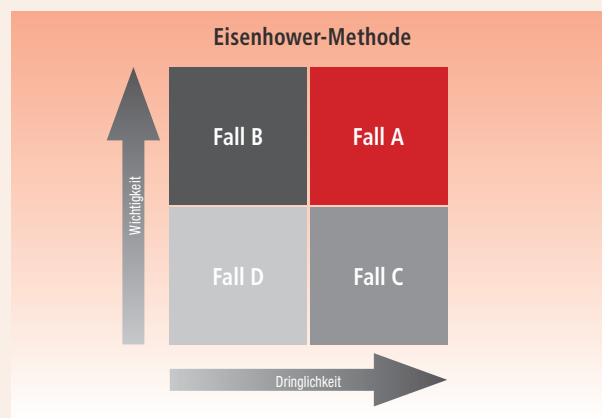 Eisenhower-Methode
Fall B
Fall A
Wichtigkeit
Fall D
Fall C
Dringlichkeit